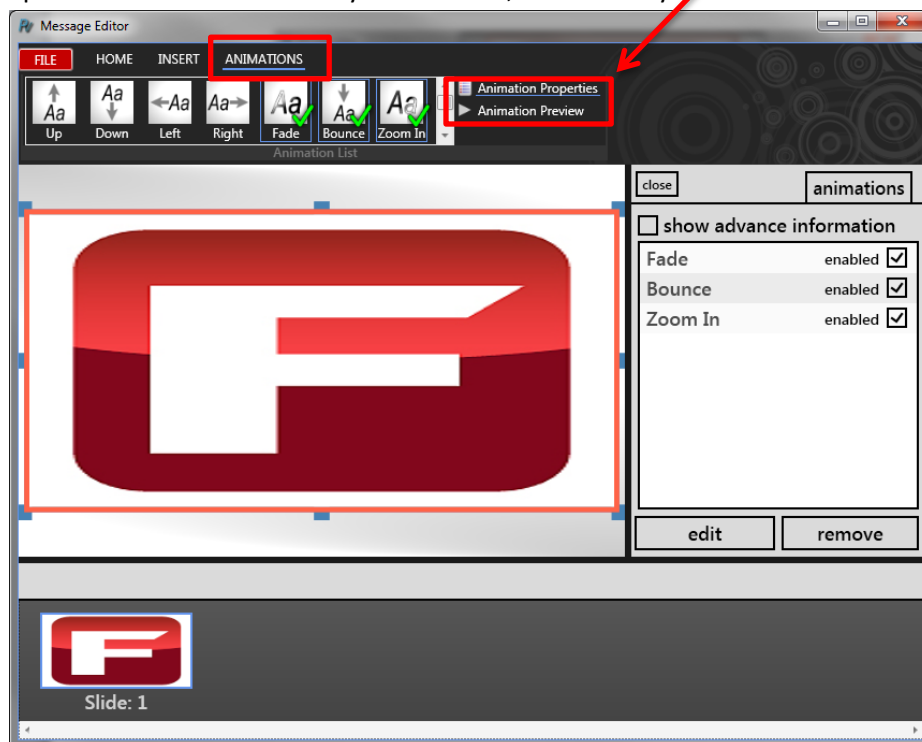 Message Editor
FILE HOME INSERT ANIMATIONS
Aa Aa Aa Aa Aa Aa Aa
Animation Properties
Animation Preview
Up Down Left Right Fade Bounce Zoom In
Animation List
close animations
show advance information
Fade enabled
Bounce enabled
Zoom In enabled
F
edit remove
F
Slide: 1